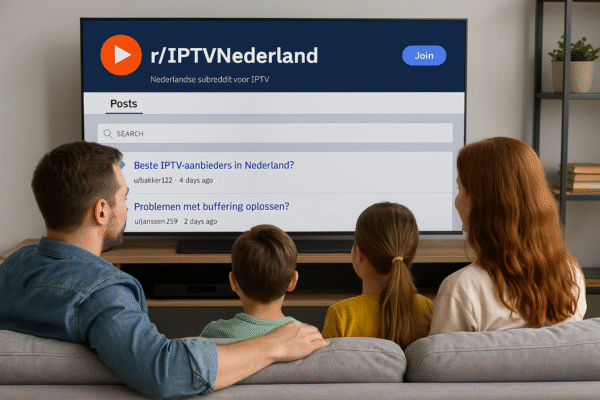 r/IPTVNederland
Join
Nederlandse subreddit voor IPTV
Posts
SEARCH
Beste IPTV-aanbieders in Nederland?
u/bakker122 · 4 days ago
Problemen met buffering oplossen?
u/janssen Z59 2 days ago